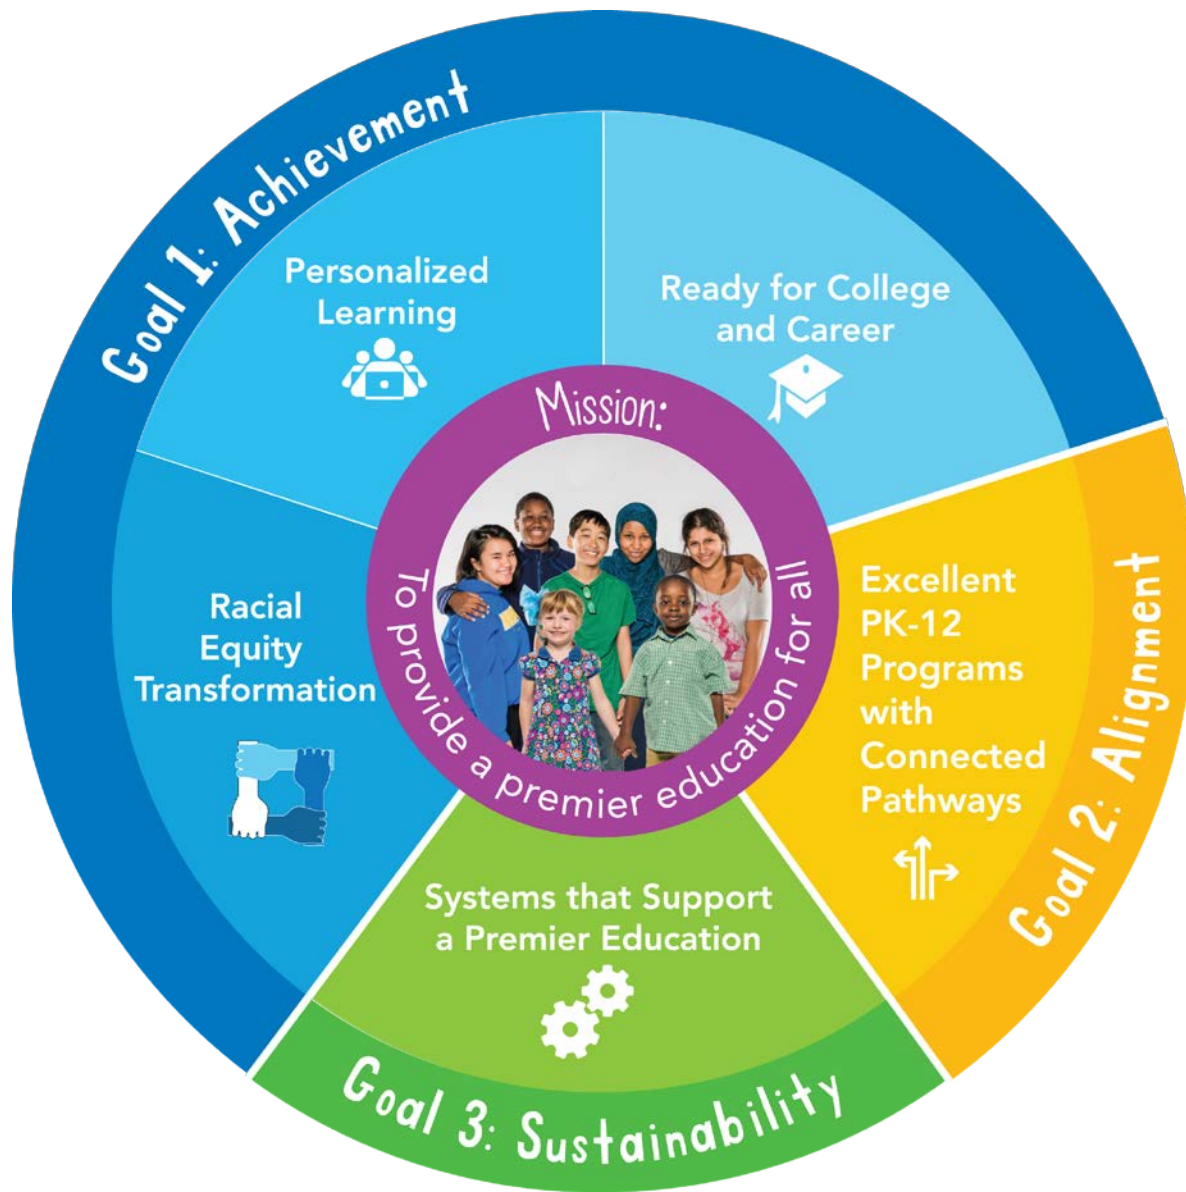 Goal 1: Achievement
Personalized
Learning
Ready for College
and Career
Racial
Equity
Transformation
Mission:
To provide a premier education for all
Excellent
PK-12
Programs
with
Connected
Pathways
Goal 2: Alignment
Systems that Support
a Premier Education
Goal 3: Sustainability